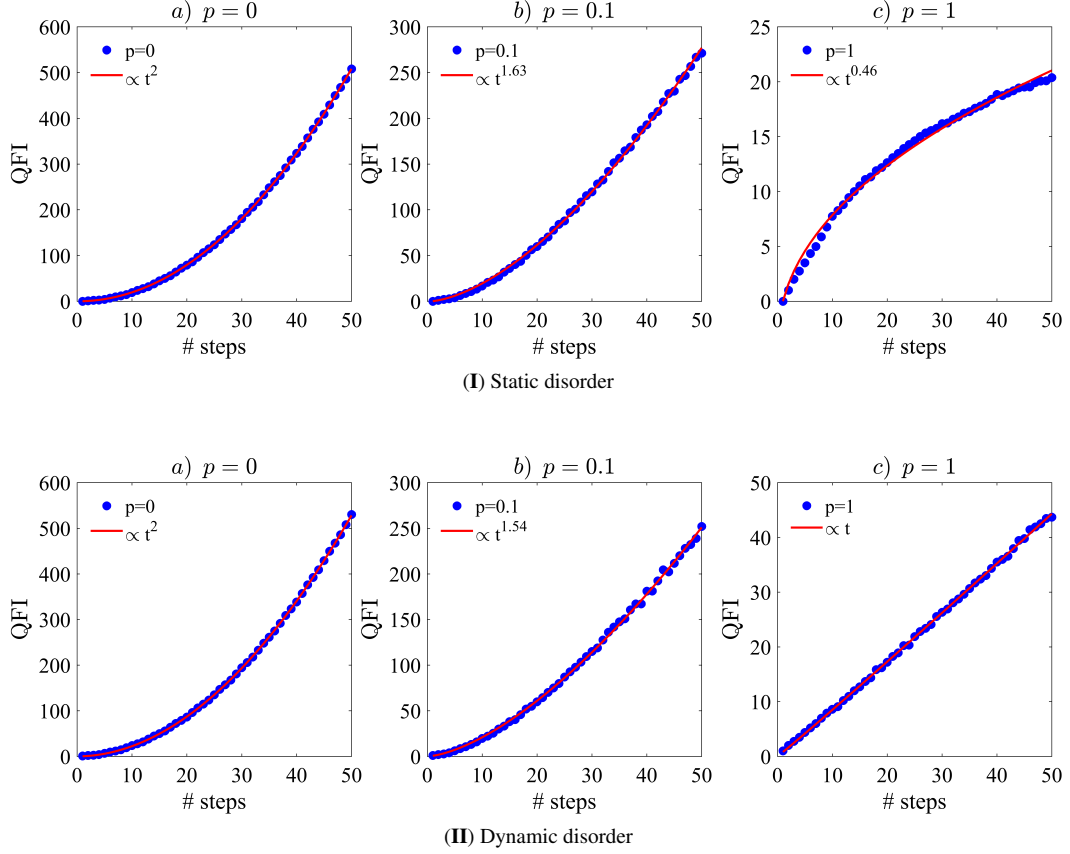 a) p = 0
b) p = 0.1
c) p = 1
600
500
400
300
200
100
0
QFI
p=0
∝ t^2
0 10 20 30 40 50
# steps
300
250
200
150
100
50
0
QFI
p=0.1
∝ t^1.63
0 10 20 30 40 50
# steps
25
20
15
10
5
0
QFI
p=1
∝ t^0.46
0 10 20 30 40 50
# steps
(I) Static disorder
a) p = 0
b) p = 0.1
c) p = 1
600
500
400
300
200
100
0
QFI
p=0
∝ t^2
0 10 20 30 40 50
# steps
300
250
200
150
100
50
0
QFI
p=0.1
∝ t^1.54
0 10 20 30 40 50
# steps
50
40
30
20
10
0
QFI
p=1
∝ t
0 10 20 30 40 50
# steps
(II) Dynamic disorder